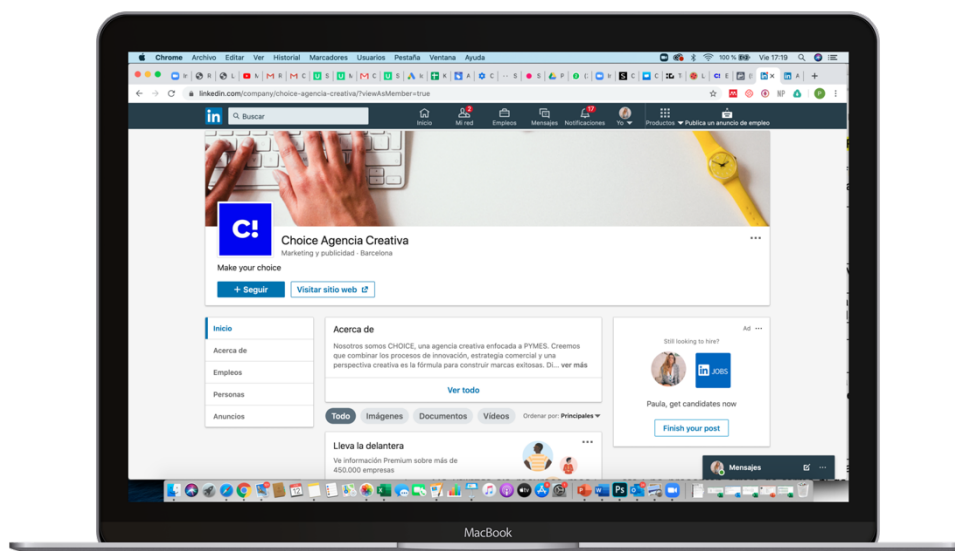 Chrome Archivo Editar Ver Historial Marcadores Usuarios Pestaña Ventana Ayuda
100 % Vie 17:19
linkedin.com/company/choice-agencia-creativa/?viewAsMember=true
in Buscar
Inicio Mi red Empleos Mensajes Notificaciones Yo Productos Publica un anuncio de empleo
2 17
C!
Choice Agencia Creativa
Marketing y publicidad · Barcelona
Make your choice
+ Seguir Visitar sitio web
Inicio
Acerca de
Empleos
Personas
Anuncios
Acerca de
Nosotros somos CHOICE, una agencia creativa enfocada a PYMES. Creemos
que combinar los procesos de innovación, estrategia comercial y una
perspectiva creativa es la fórmula para construir marcas exitosas. Di... ver más
Ver todo
Todo Imágenes Documentos Vídeos Ordenar por: Principales
Lleva la delantera
Ve información Premium sobre más de
450.000 empresas
Ad
Still looking to hire?
in JOBS
Paula, get candidates now
Finish your post
Mensajes
MacBook